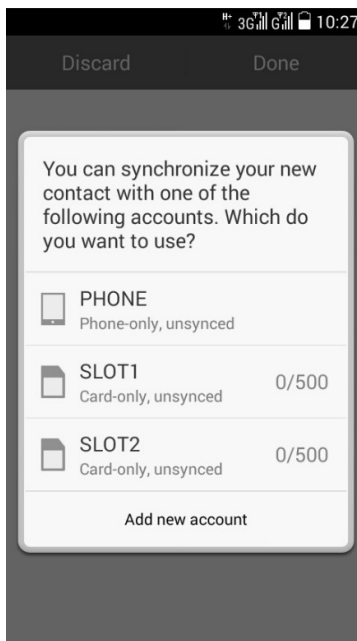 H+ 3G G 10:27
Discard Done
You can synchronize your new
contact with one of the
following accounts. Which do
you want to use?
PHONE
Phone-only, unsynced
SLOT1
Card-only, unsynced 0/500
SLOT2
Card-only, unsynced 0/500
Add new account